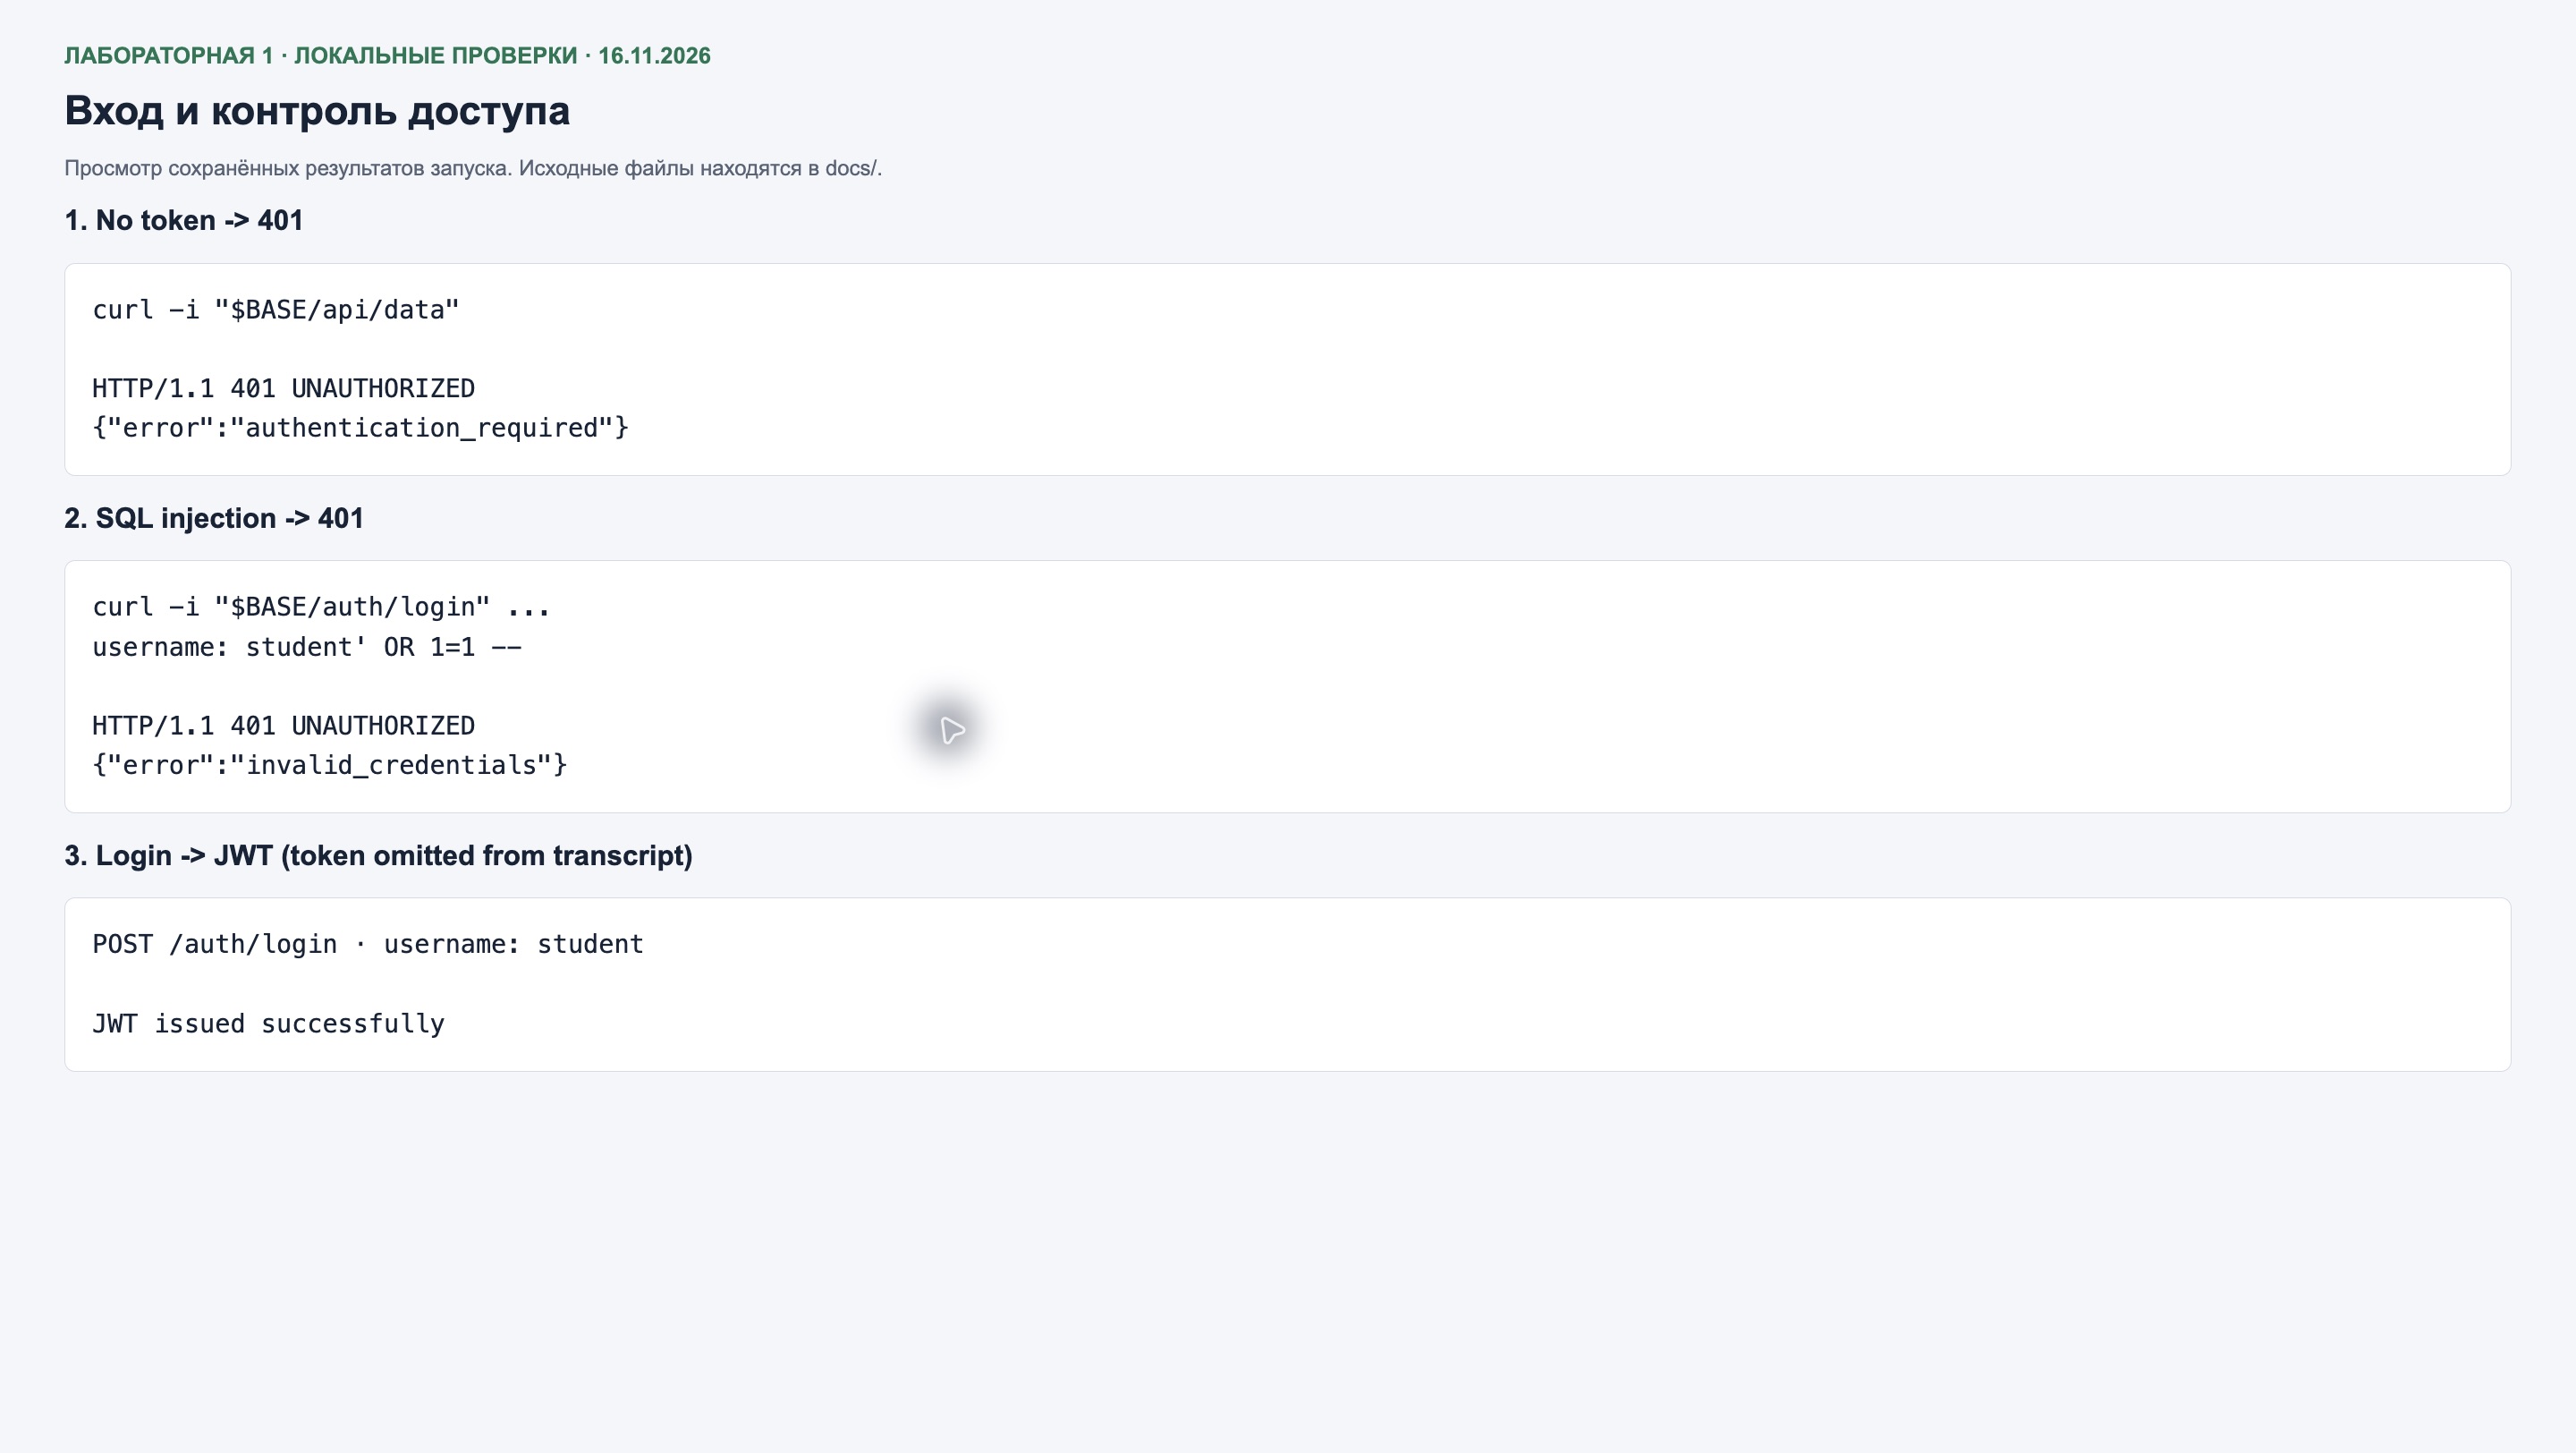 ЛАБОРАТОРНАЯ 1 · ЛОКАЛЬНЫЕ ПРОВЕРКИ · 16.11.2026
Вход и контроль доступа
Просмотр сохранённых результатов запуска. Исходные файлы находятся в docs/.
1. No token -> 401
curl -i "$BASE/api/data"
HTTP/1.1 401 UNAUTHORIZED
{"error":"authentication_required"}
2. SQL injection -> 401
curl -i "$BASE/auth/login" ...
username: student' OR 1=1 --
HTTP/1.1 401 UNAUTHORIZED
{"error":"invalid_credentials"}
3. Login -> JWT (token omitted from transcript)
POST /auth/login · username: student
JWT issued successfully